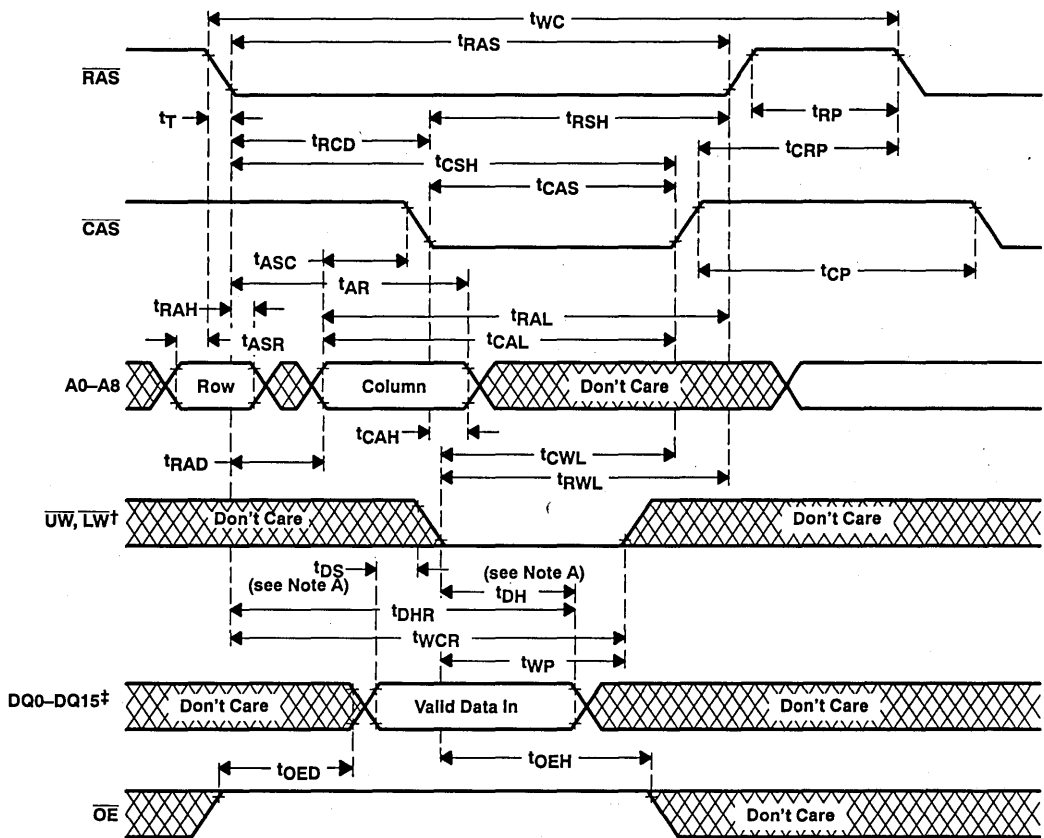 tWC
tRAS
RAS
tT
tRSH
tRP
tRCD
tCRP
tCSH
tCAS
CAS
tASC
tCP
tAR
tRAH
tRAL
tASR
tCAL
A0–A8
Row
Column
Don't Care
tCAH
tCWL
tRAD
tRWL
UW, LW†
Don't Care
Don't Care
tDS
(see Note A)
(see Note A)
tDH
tDHR
tWCR
tWP
DQ0–DQ15‡
Don't Care
Valid Data In
Don't Care
tOED
tOEH
OE
Don't Care